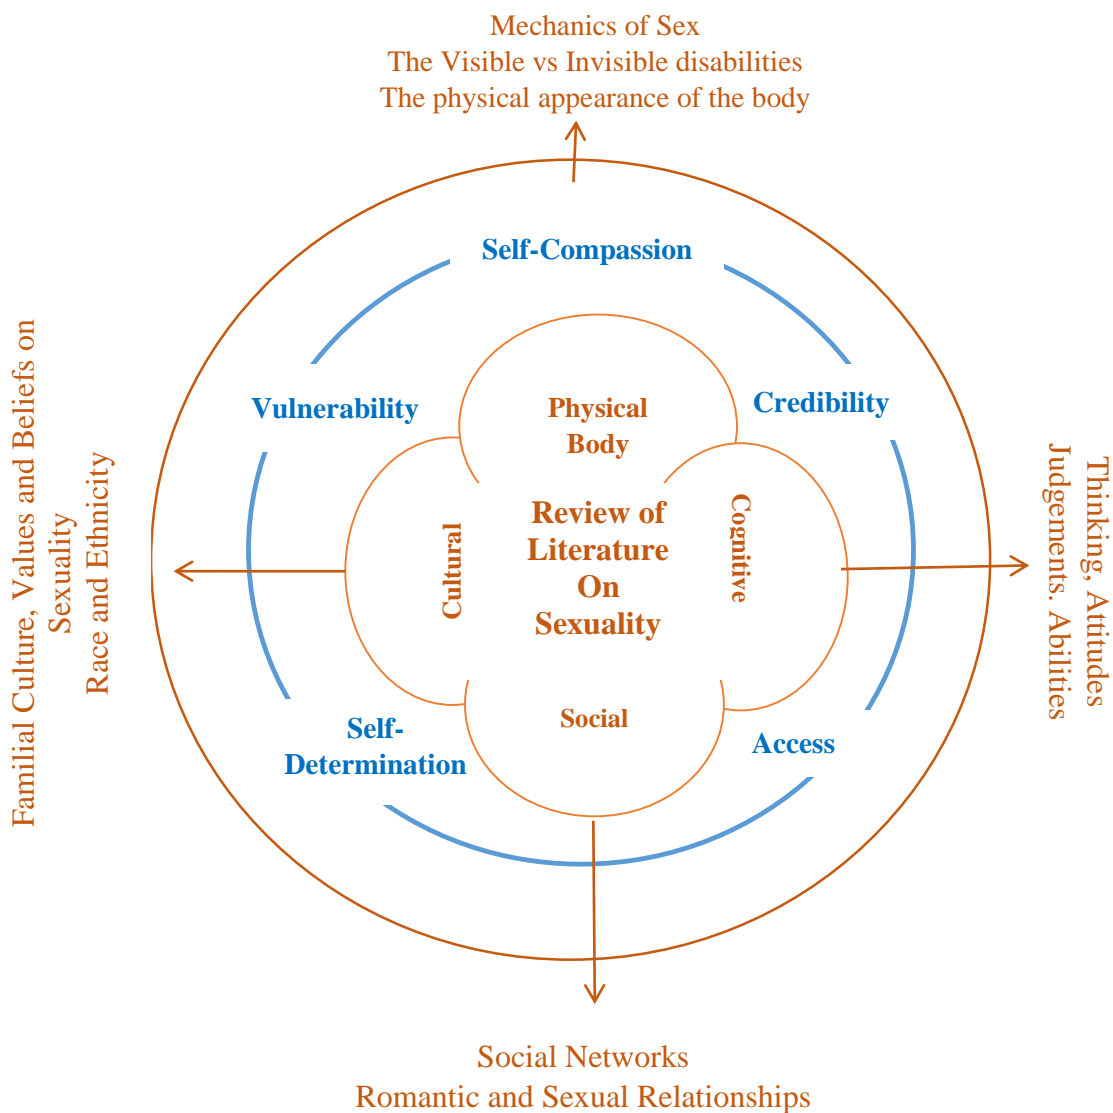 Mechanics of Sex
The Visible vs Invisible disabilities
The physical appearance of the body
Self-Compassion
Vulnerability
Credibility
Physical
Body
Familial Culture, Values and Beliefs on
Sexuality
Race and Ethnicity
Cultural
Review of
Literature
On
Sexuality
Cognitive
Thinking, Attitudes
Judgements. Abilities
Social
Self-
Determination
Access
Social Networks
Romantic and Sexual Relationships